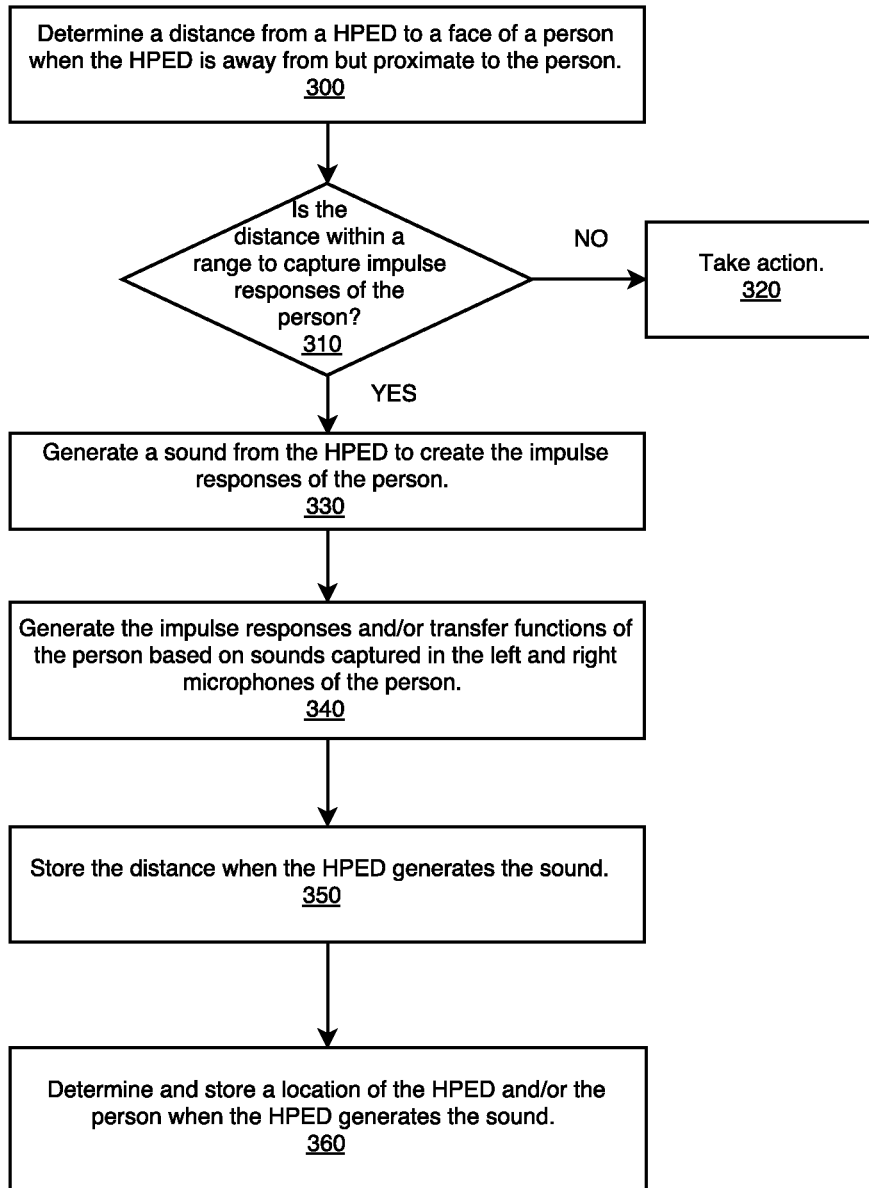 Determine a distance from a HPED to a face of a person
when the HPED is away from but proximate to the person.
300
Is the
distance within a
range to capture impulse
responses of the
person?
310
NO
Take action.
320
YES
Generate a sound from the HPED to create the impulse
responses of the person.
330
Generate the impulse responses and/or transfer functions of
the person based on sounds captured in the left and right
microphones of the person.
340
Store the distance when the HPED generates the sound.
350
Determine and store a location of the HPED and/or the
person when the HPED generates the sound.
360